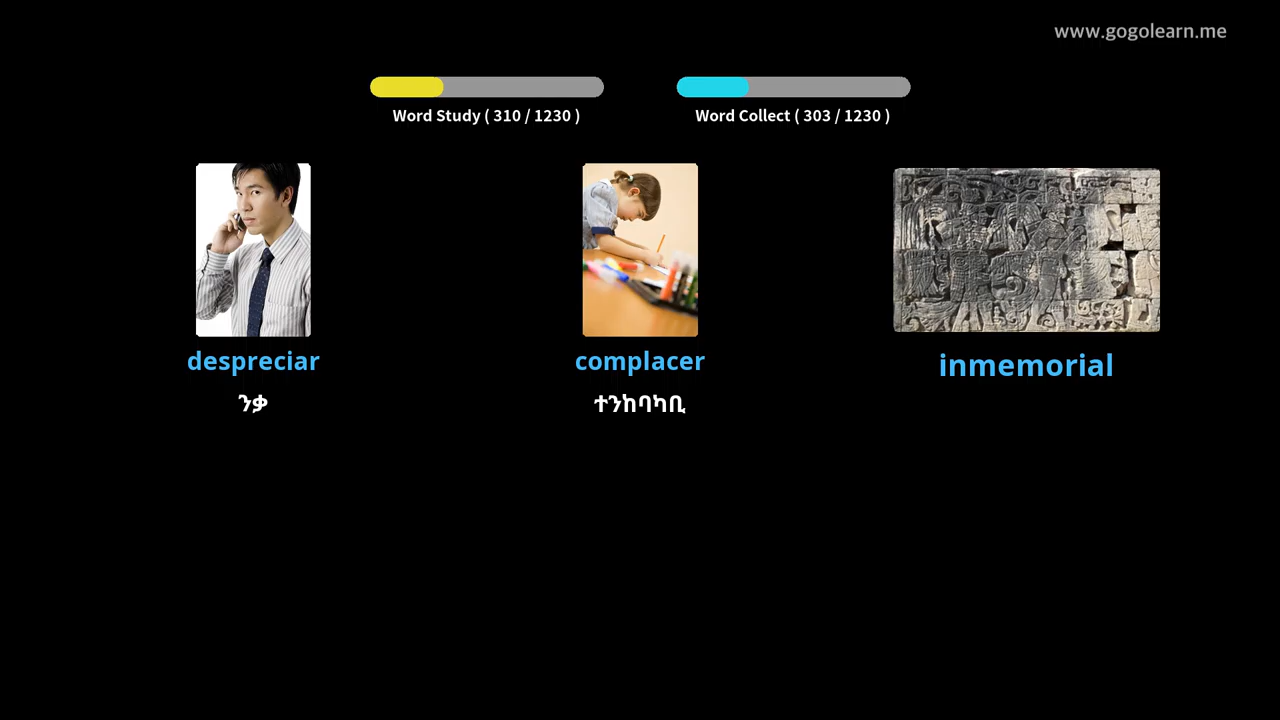 www.gogolearn.me
Word Study ( 310 / 1230 )
Word Collect ( 303 / 1230 )
despreciar
complacer
inmemorial
ንቃ
ተንከባካቢ